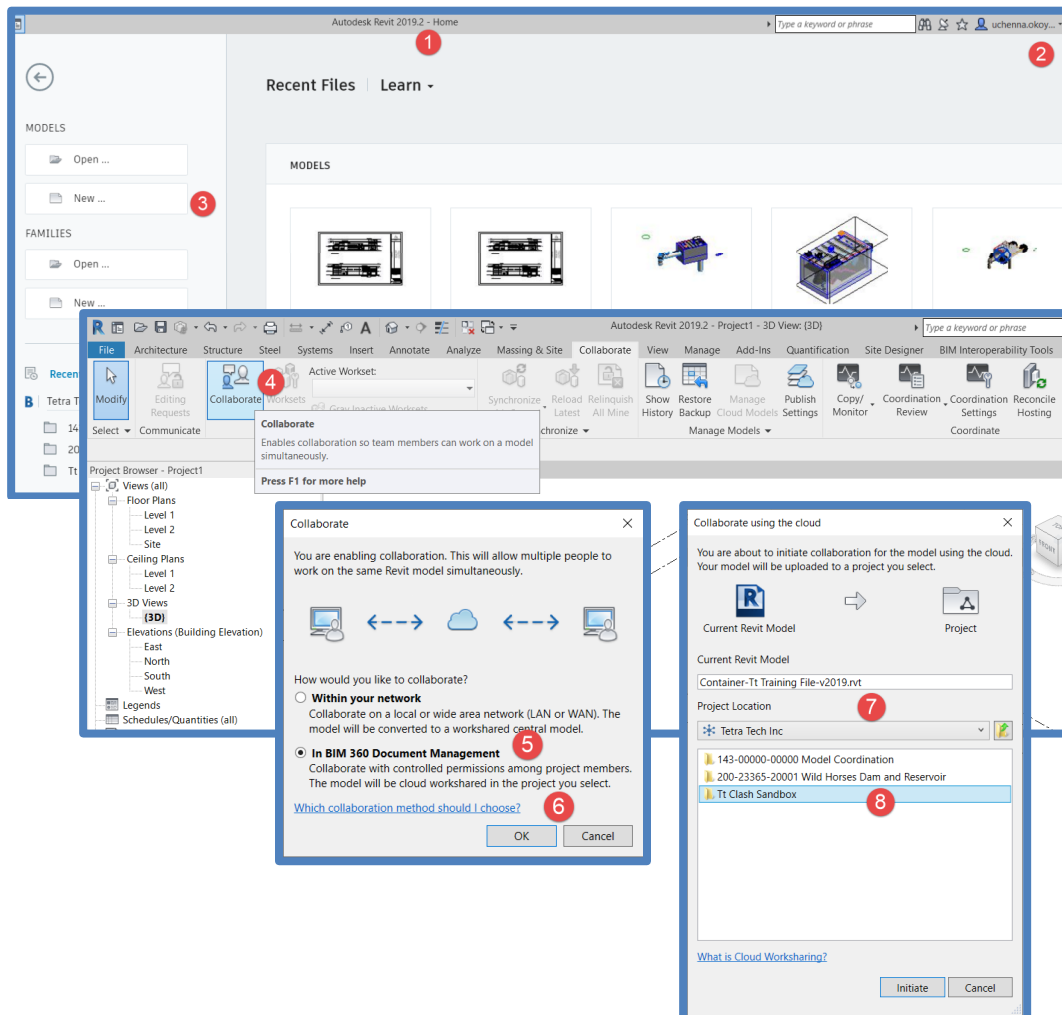 Autodesk Revit 2019.2 - Home
Type a keyword or phrase
uchenna.okoy...
1
2
Recent Files
Learn
MODELS
Open ...
New ...
3
FAMILIES
Open ...
New ...
MODELS
Recen
B Tetra T
14
20
Tt
Autodesk Revit 2019.2 - Project1 - 3D View: {3D}
Type a keyword or phrase
File Architecture Structure Steel Systems Insert Annotate Analyze Massing & Site Collaborate View Manage Add-Ins Quantification Site Designer BIM Interoperability Tools
Modify
Editing Requests
Collaborate
4
Worksets
Active Workset:
Gray Inactive Worksets
Synchronize
Reload Latest
Relinquish All Mine
Show History
Restore Backup
Manage Cloud Models
Publish Settings
Copy/ Monitor
Coordination Review
Coordination Settings
Reconcile Hosting
Select
Communicate
chronize
Manage Models
Coordinate
Collaborate
Enables collaboration so team members can work on a model
simultaneously.
Press F1 for more help
Project Browser - Project1
Views (all)
Floor Plans
Level 1
Level 2
Site
Ceiling Plans
Level 1
Level 2
3D Views
{3D}
Elevations (Building Elevation)
East
North
South
West
Legends
Schedules/Quantities (all)
FRONT
Collaborate
You are enabling collaboration. This will allow multiple people to
work on the same Revit model simultaneously.
How would you like to collaborate?
Within your network
Collaborate on a local or wide area network (LAN or WAN). The
model will be converted to a workshared central model.
5
In BIM 360 Document Management
Collaborate with controlled permissions among project members.
The model will be cloud workshared in the project you select.
Which collaboration method should I choose?
6
OK
Cancel
Collaborate using the cloud
You are about to initiate collaboration for the model using the cloud.
Your model will be uploaded to a project you select.
R
Current Revit Model
Project
Current Revit Model
Container-Tt Training File-v2019.rvt
Project Location
7
Tetra Tech Inc
143-00000-00000 Model Coordination
200-23365-20001 Wild Horses Dam and Reservoir
Tt Clash Sandbox
8
What is Cloud Worksharing?
Initiate
Cancel